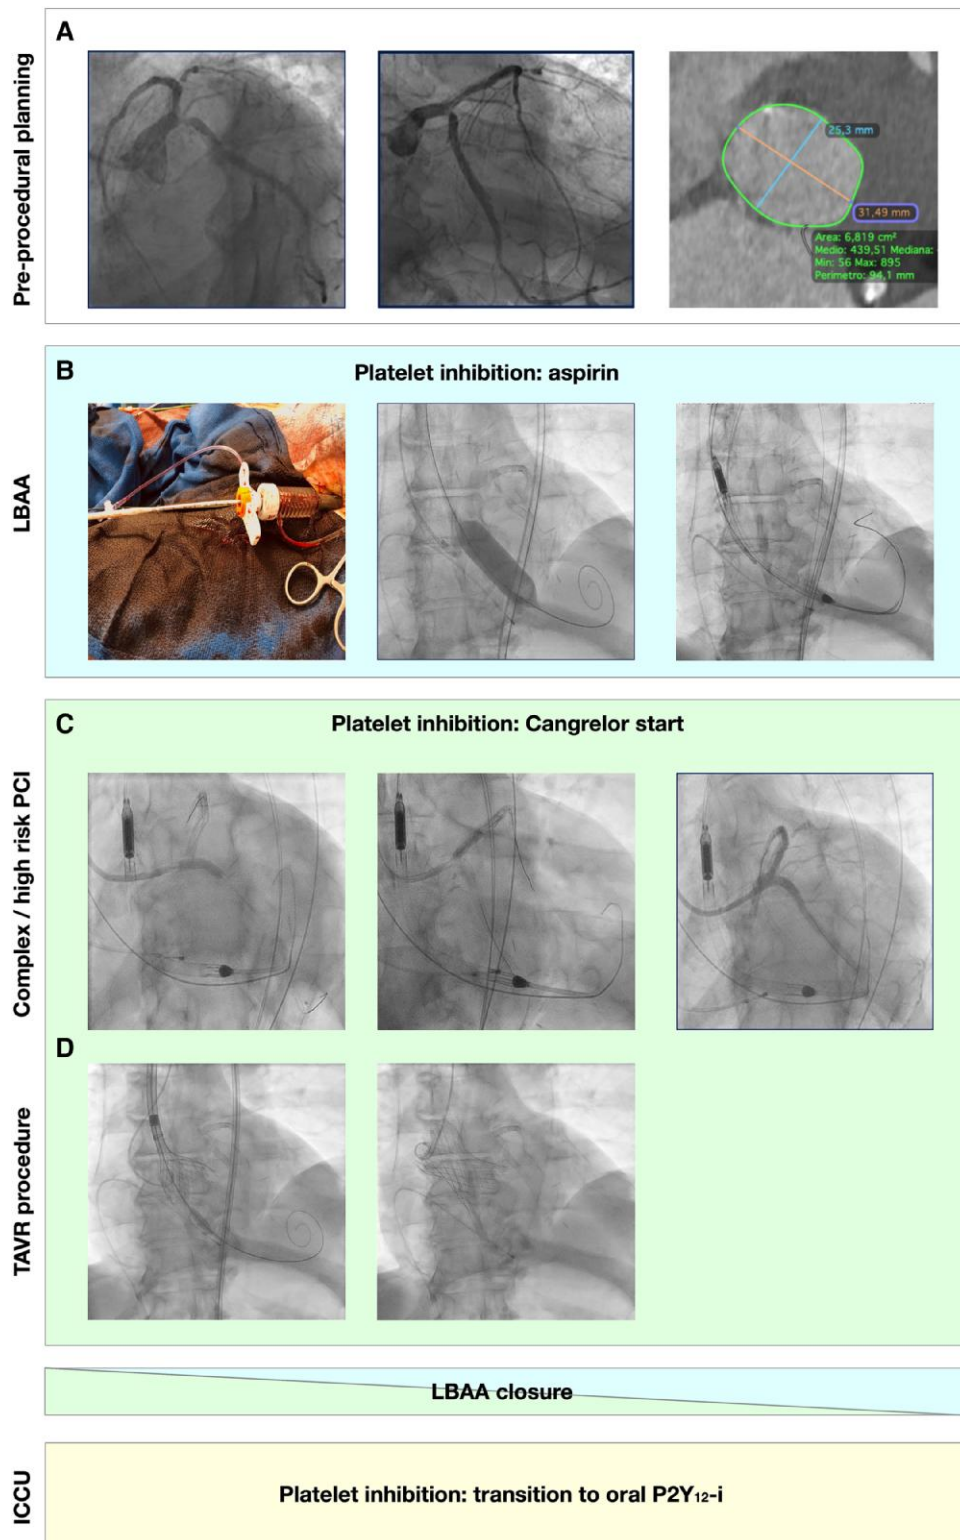 A
Pre-procedural planning
25,3 mm
31,49 mm
Area: 6,819 cm²
Medio: 439,51 Mediana:
Min: 56 Max: 895
Perimetro: 94,1 mm
B
Platelet inhibition: aspirin
LBAA
C
Platelet inhibition: Cangrelor start
Complex / high risk PCI
D
TAVR procedure
LBAA closure
ICCU
Platelet inhibition: transition to oral P2Y₁₂-i